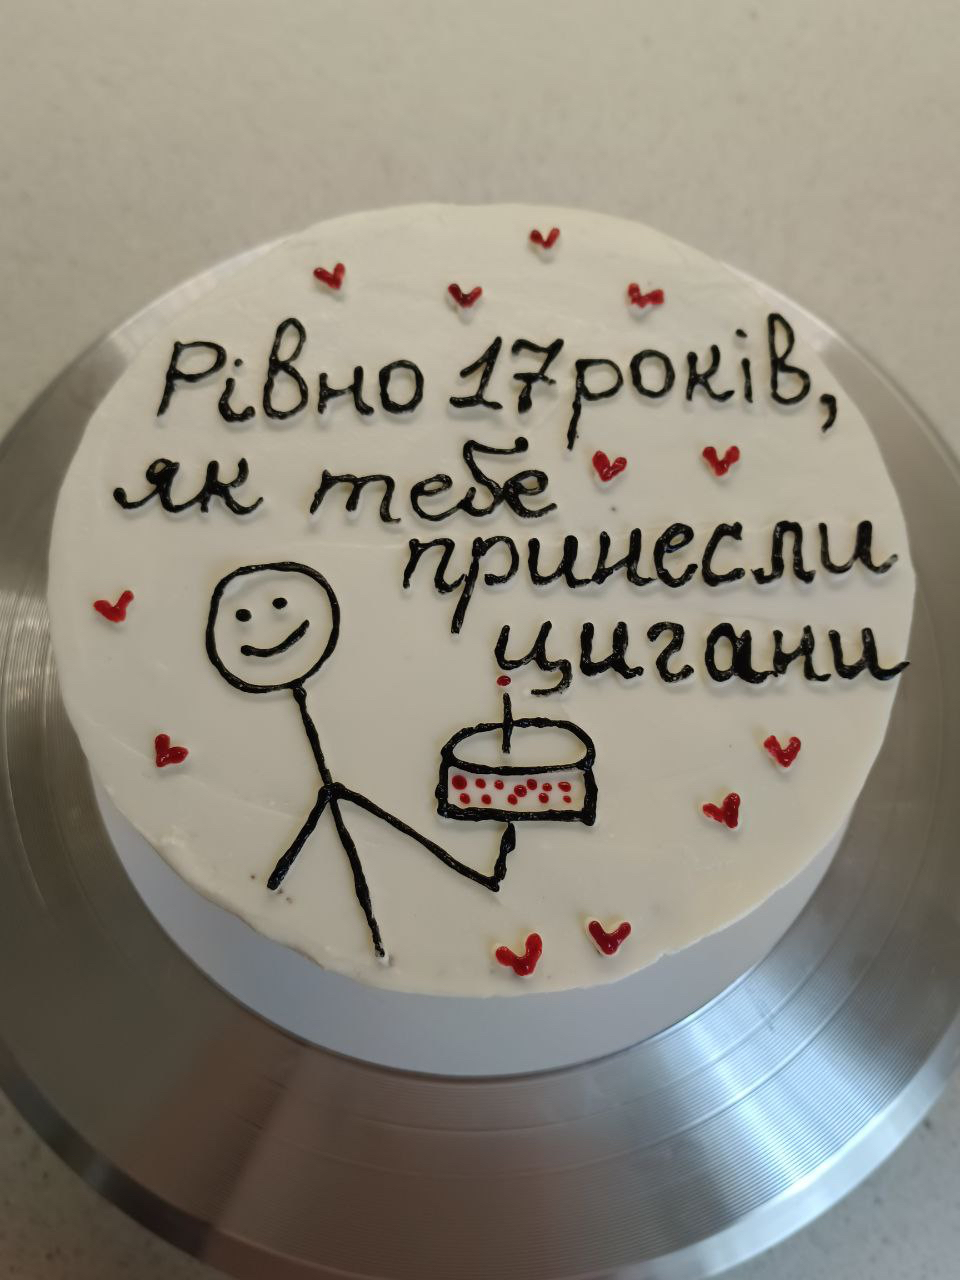 Рівно 17 років,
як тебе
принесли
цигани